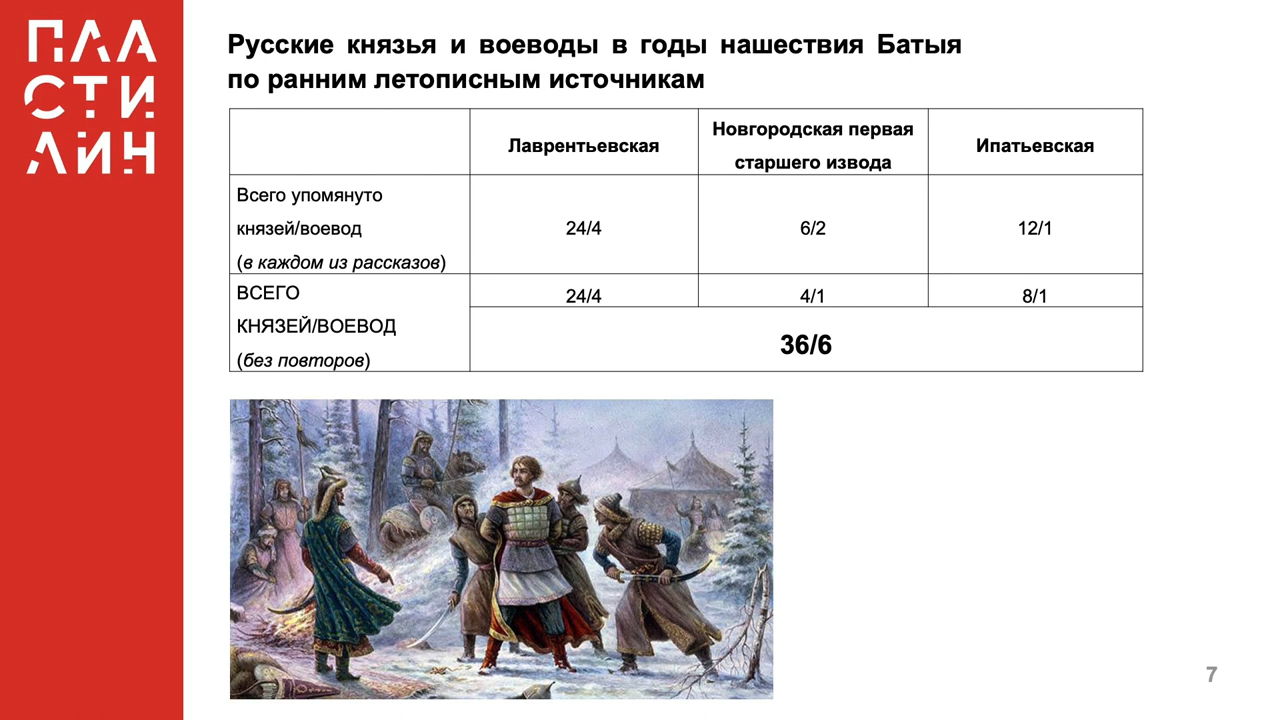 ПЛА
СТИ
ЛИН
Русские князья и воеводы в годы нашествия Батыя
по ранним летописным источникам
Лаврентьевская
Новгородская первая
старшего извода
Ипатьевская
Всего упомянуто
князей/воевод
(в каждом из рассказов)
24/4
6/2
12/1
ВСЕГО
КНЯЗЕЙ/ВОЕВОД
(без повторов)
24/4
4/1
8/1
36/6
7